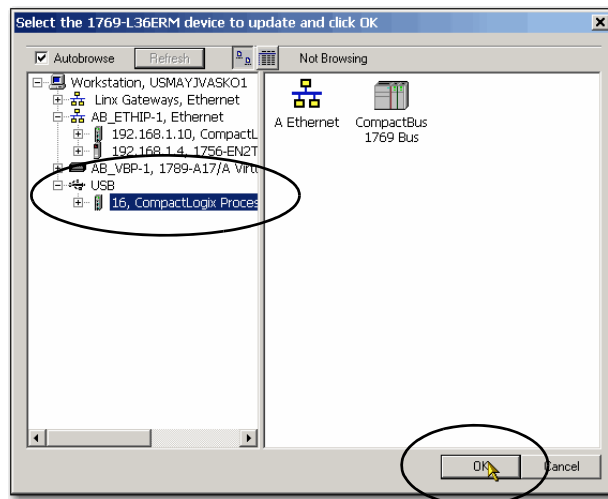 Select the 1769-L36ERM device to update and click OK
Autobrowse Refresh Not Browsing
Workstation, USMAYJVASKO1
Linx Gateways, Ethernet
AB_ETHIP-1, Ethernet
192.168.1.10, CompactL
192.168.1.4, 1756-EN2T
AB_VBP-1, 1789-A17/A Virtu
USB
16, CompactLogix Proces
A Ethernet
CompactBus
1769 Bus
OK Cancel